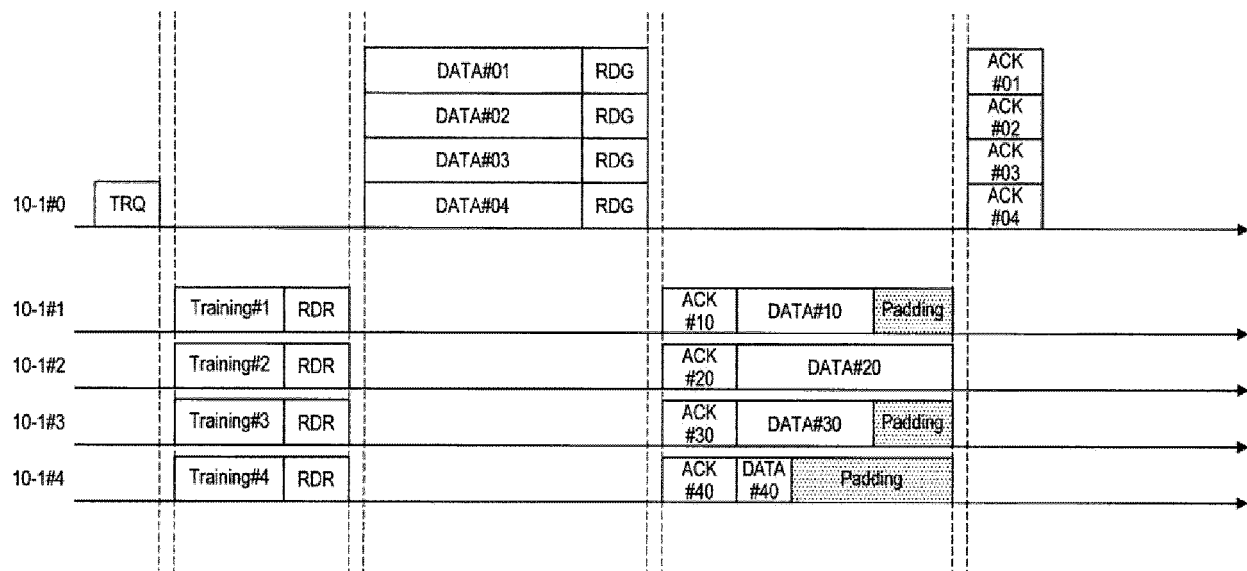 DATA#01 RDG ACK
#01
DATA#02 RDG ACK
#02
DATA#03 RDG ACK
#03
10-1#0 TRQ DATA#04 RDG ACK
#04
10-1#1 Training#1 RDR ACK
#10 DATA#10 Padding
10-1#2 Training#2 RDR ACK
#20 DATA#20
10-1#3 Training#3 RDR ACK
#30 DATA#30 Padding
10-1#4 Training#4 RDR ACK
#40 DATA
#40 Padding